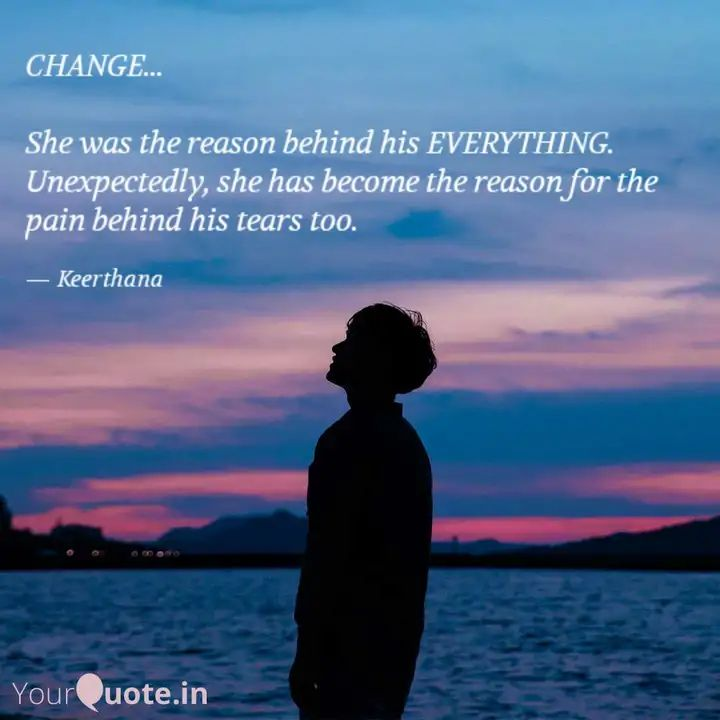 CHANGE...
She was the reason behind his EVERYTHING.
Unexpectedly, she has become the reason for the
pain behind his tears too.
— Keerthana
YourQuote.in